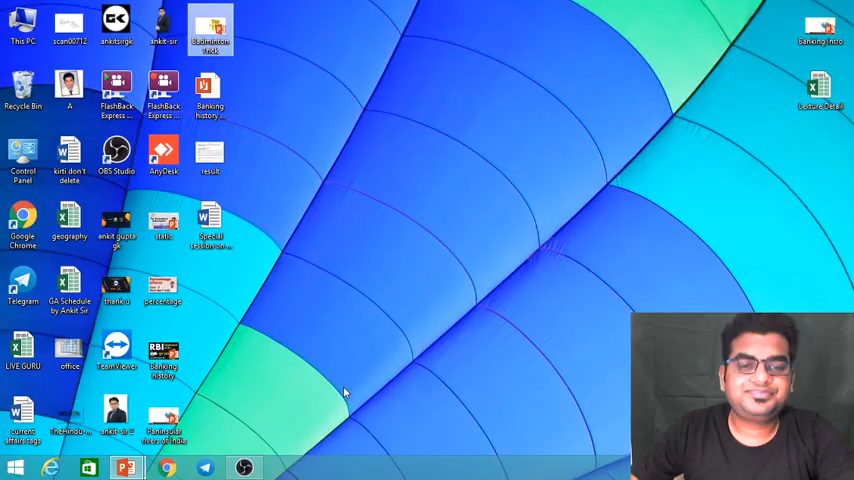 This PC
scan00712
ankitsirgk
ankit-sir
Badminton
Trick
Banking intro
Recycle Bin
A
FlashBack
Express ...
FlashBack
Express ...
Banking
history ...
Lexture Detail
Control
Panel
kirti don't
delete
OBS Studio
AnyDesk
result
Google
Chrome
geography
ankit gupta
gk
static
Special
session on ...
Telegram
GA Schedule
by Ankit Sir
thank u
percentage
LIVE GURU
office
TeamViewer
RBI
Banking
history
current
affairs tags
TheHindu-...
ankit-sir 2
Peninsular
rivers of India